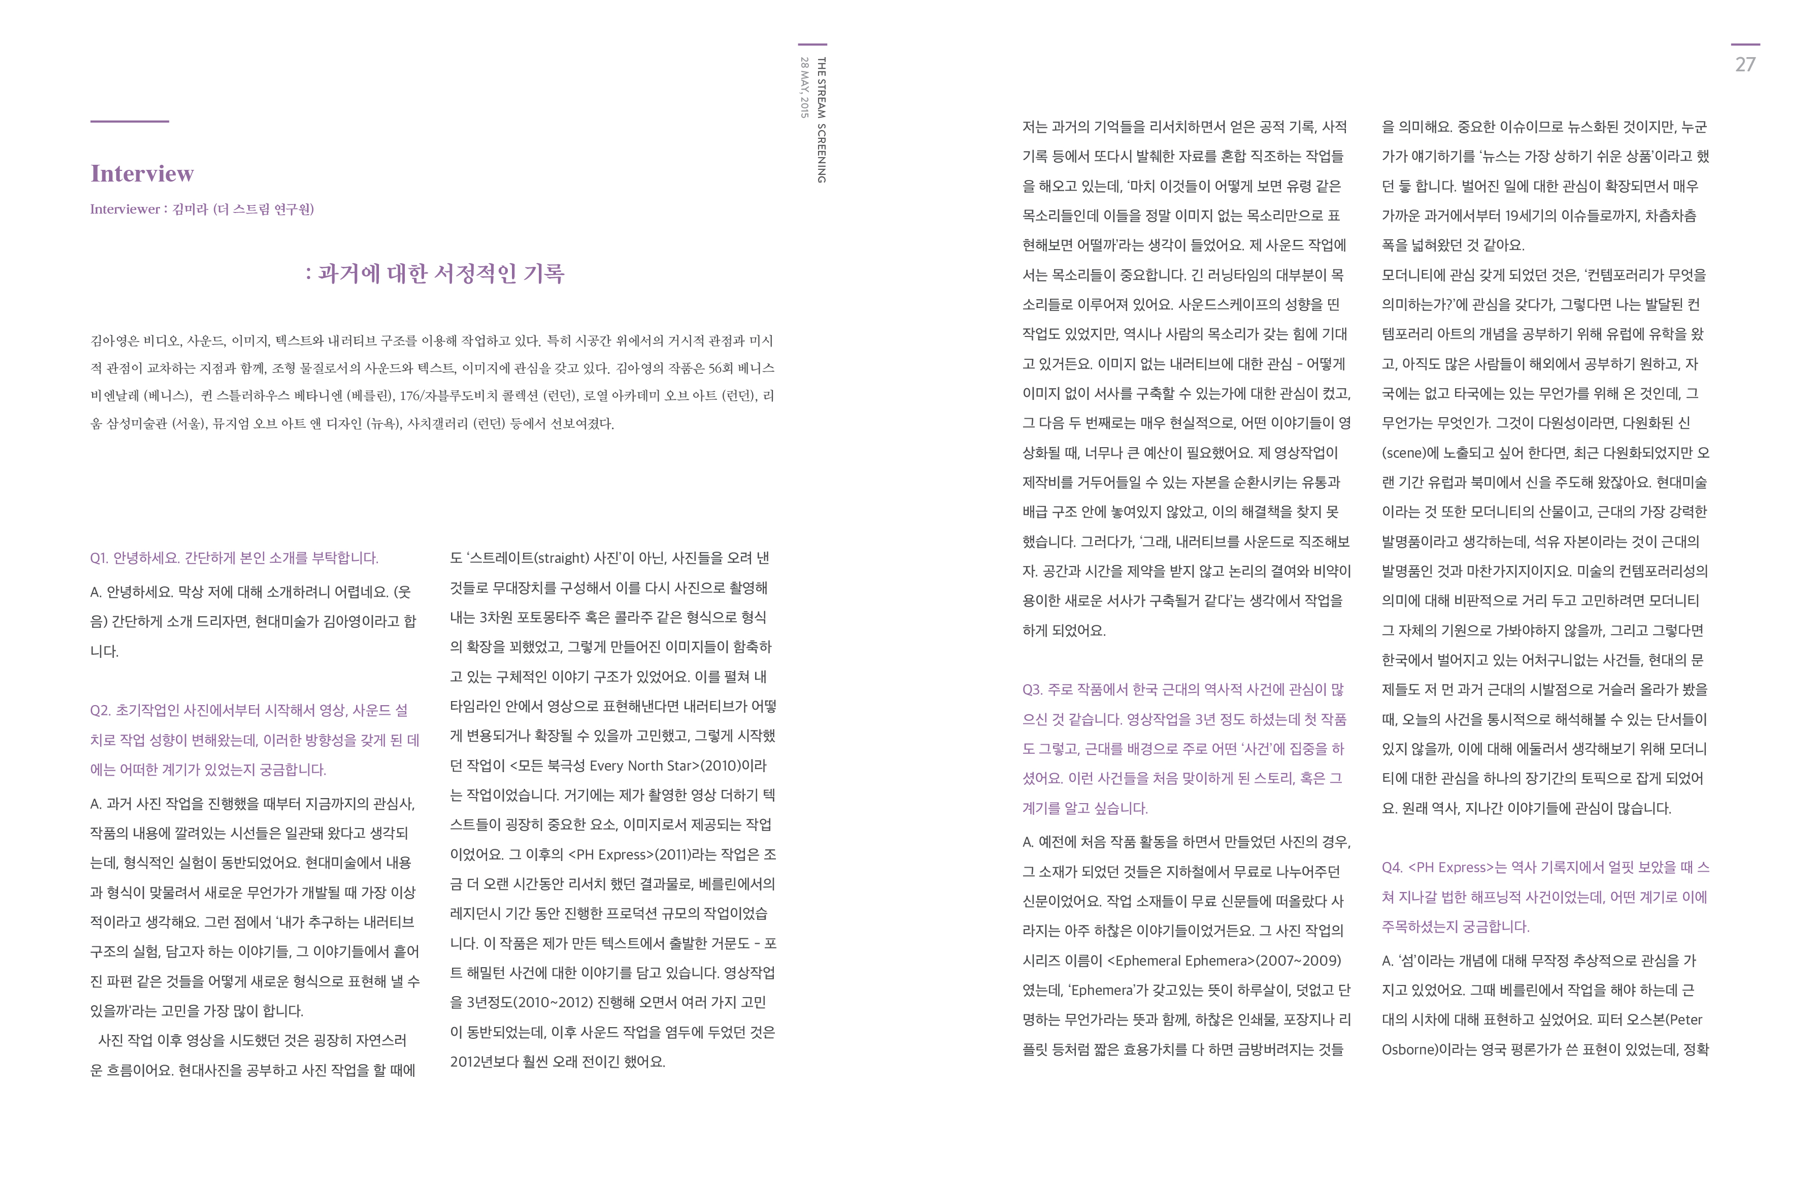 THE STREAM SCREENING
28 MAY, 2015
Interview
Interviewer : 김미라 (더 스트림 연구원)
: 과거에 대한 서정적인 기록
김아영은 비디오, 사운드, 이미지, 텍스트와 내러티브 구조를 이용해 작업하고 있다. 특히 시공간 위에서의 거시적 관점과 미시
적 관점이 교차하는 지점과 함께, 조형 물질로서의 사운드와 텍스트, 이미지에 관심을 갖고 있다. 김아영의 작품은 56회 베니스
비엔날레 (베니스), 퀸 스틀러하우스 베타니엔 (베를린), 176/자블루도비치 콜렉션 (런던), 로열 아카데미 오브 아트 (런던), 리
움 삼성미술관 (서울), 뮤지엄 오브 아트 앤 디자인 (뉴욕), 사치갤러리 (런던) 등에서 선보여졌다.
Q1. 안녕하세요. 간단하게 본인 소개를 부탁합니다.
A. 안녕하세요. 막상 저에 대해 소개하려니 어렵네요. (웃
음) 간단하게 소개 드리자면, 현대미술가 김아영이라고 합
니다.
Q2. 초기작업인 사진에서부터 시작해서 영상, 사운드 설
치로 작업 성향이 변해왔는데, 이러한 방향성을 갖게 된 데
에는 어떠한 계기가 있었는지 궁금합니다.
A. 과거 사진 작업을 진행했을 때부터 지금까지의 관심사,
작품의 내용에 깔려있는 시선들은 일관돼 왔다고 생각되
는데, 형식적인 실험이 동반되었어요. 현대미술에서 내용
과 형식이 맞물려서 새로운 무언가가 개발될 때 가장 이상
적이라고 생각해요. 그런 점에서 ‘내가 추구하는 내러티브
구조의 실험, 담고자 하는 이야기들, 그 이야기들에서 흩어
진 파편 같은 것들을 어떻게 새로운 형식으로 표현해 낼 수
있을까‘라는 고민을 가장 많이 합니다.
사진 작업 이후 영상을 시도했던 것은 굉장히 자연스러
운 흐름이어요. 현대사진을 공부하고 사진 작업을 할 때에
도 ‘스트레이트(straight) 사진’이 아닌, 사진들을 오려 낸
것들로 무대장치를 구성해서 이를 다시 사진으로 촬영해
내는 3차원 포토몽타주 혹은 콜라주 같은 형식으로 형식
의 확장을 꾀했었고, 그렇게 만들어진 이미지들이 함축하
고 있는 구체적인 이야기 구조가 있었어요. 이를 펼쳐 내
타임라인 안에서 영상으로 표현해낸다면 내러티브가 어떻
게 변용되거나 확장될 수 있을까 고민했고, 그렇게 시작했
던 작업이 <모든 북극성 Every North Star>(2010)이라
는 작업이었습니다. 거기에는 제가 촬영한 영상 더하기 텍
스트들이 굉장히 중요한 요소, 이미지로서 제공되는 작업
이었어요. 그 이후의 <PH Express>(2011)라는 작업은 조
금 더 오랜 시간동안 리서치 했던 결과물로, 베를린에서의
레지던시 기간 동안 진행한 프로덕션 규모의 작업이었습
니다. 이 작품은 제가 만든 텍스트에서 출발한 거문도 – 포
트 해밀턴 사건에 대한 이야기를 담고 있습니다. 영상작업
을 3년정도(2010~2012) 진행해 오면서 여러 가지 고민
이 동반되었는데, 이후 사운드 작업을 염두에 두었던 것은
2012년보다 훨씬 오래 전이긴 했어요.
27
저는 과거의 기억들을 리서치하면서 얻은 공적 기록, 사적
기록 등에서 또다시 발췌한 자료를 혼합 직조하는 작업들
을 해오고 있는데, ‘마치 이것들이 어떻게 보면 유령 같은
목소리들인데 이들을 정말 이미지 없는 목소리만으로 표
현해보면 어떨까’라는 생각이 들었어요. 제 사운드 작업에
서는 목소리들이 중요합니다. 긴 러닝타임의 대부분이 목
소리들로 이루어져 있어요. 사운드스케이프의 성향을 띤
작업도 있었지만, 역시나 사람의 목소리가 갖는 힘에 기대
고 있거든요. 이미지 없는 내러티브에 대한 관심 – 어떻게
이미지 없이 서사를 구축할 수 있는가에 대한 관심이 컸고,
그 다음 두 번째로는 매우 현실적으로, 어떤 이야기들이 영
상화될 때, 너무나 큰 예산이 필요했어요. 제 영상작업이
제작비를 거두어들일 수 있는 자본을 순환시키는 유통과
배급 구조 안에 놓여있지 않았고, 이의 해결책을 찾지 못
했습니다. 그러다가, ‘그래, 내러티브를 사운드로 직조해보
자. 공간과 시간을 제약을 받지 않고 논리의 결여와 비약이
용이한 새로운 서사가 구축될거 같다’는 생각에서 작업을
하게 되었어요.
Q3. 주로 작품에서 한국 근대의 역사적 사건에 관심이 많
으신 것 같습니다. 영상작업을 3년 정도 하셨는데 첫 작품
도 그렇고, 근대를 배경으로 주로 어떤 ‘사건’에 집중을 하
셨어요. 이런 사건들을 처음 맞이하게 된 스토리, 혹은 그
계기를 알고 싶습니다.
A. 예전에 처음 작품 활동을 하면서 만들었던 사진의 경우,
그 소재가 되었던 것들은 지하철에서 무료로 나누어주던
신문이었어요. 작업 소재들이 무료 신문들에 떠올랐다 사
라지는 아주 하찮은 이야기들이었거든요. 그 사진 작업의
시리즈 이름이 <Ephemeral Ephemera>(2007~2009)
였는데, ‘Ephemera’가 갖고있는 뜻이 하루살이, 덧없고 단
명하는 무언가라는 뜻과 함께, 하찮은 인쇄물, 포장지나 리
플릿 등처럼 짧은 효용가치를 다 하면 금방버려지는 것들
을 의미해요. 중요한 이슈이므로 뉴스화된 것이지만, 누군
가가 얘기하기를 ‘뉴스는 가장 상하기 쉬운 상품’이라고 했
던 듯 합니다. 벌어진 일에 대한 관심이 확장되면서 매우
가까운 과거에서부터 19세기의 이슈들로까지, 차츰차츰
폭을 넓혀왔던 것 같아요.
모더니티에 관심 갖게 되었던 것은, ‘컨템포러리가 무엇을
의미하는가?’에 관심을 갖다가, 그렇다면 나는 발달된 컨
템포러리 아트의 개념을 공부하기 위해 유럽에 유학을 왔
고, 아직도 많은 사람들이 해외에서 공부하기 원하고, 자
국에는 없고 타국에는 있는 무언가를 위해 온 것인데, 그
무언가는 무엇인가. 그것이 다원성이라면, 다원화된 신
(scene)에 노출되고 싶어 한다면, 최근 다원화되었지만 오
랜 기간 유럽과 북미에서 신을 주도해 왔잖아요. 현대미술
이라는 것 또한 모더니티의 산물이고, 근대의 가장 강력한
발명품이라고 생각하는데, 석유 자본이라는 것이 근대의
발명품인 것과 마찬가지지이지요. 미술의 컨템포러리성의
의미에 대해 비판적으로 거리 두고 고민하려면 모더니티
그 자체의 기원으로 가봐야하지 않을까, 그리고 그렇다면
한국에서 벌어지고 있는 어처구니없는 사건들, 현대의 문
제들도 저 먼 과거 근대의 시발점으로 거슬러 올라가 봤을
때, 오늘의 사건을 통시적으로 해석해볼 수 있는 단서들이
있지 않을까, 이에 대해 에둘러서 생각해보기 위해 모더니
티에 대한 관심을 하나의 장기간의 토픽으로 잡게 되었어
요. 원래 역사, 지나간 이야기들에 관심이 많습니다.
Q4. <PH Express>는 역사 기록지에서 얼핏 보았을 때 스
쳐 지나갈 법한 해프닝적 사건이었는데, 어떤 계기로 이에
주목하셨는지 궁금합니다.
A. ‘섬’이라는 개념에 대해 무작정 추상적으로 관심을 가
지고 있었어요. 그때 베를린에서 작업을 해야 하는데 근
대의 시차에 대해 표현하고 싶었어요. 피터 오스본(Peter
Osborne)이라는 영국 평론가가 쓴 표현이 있었는데, 정확